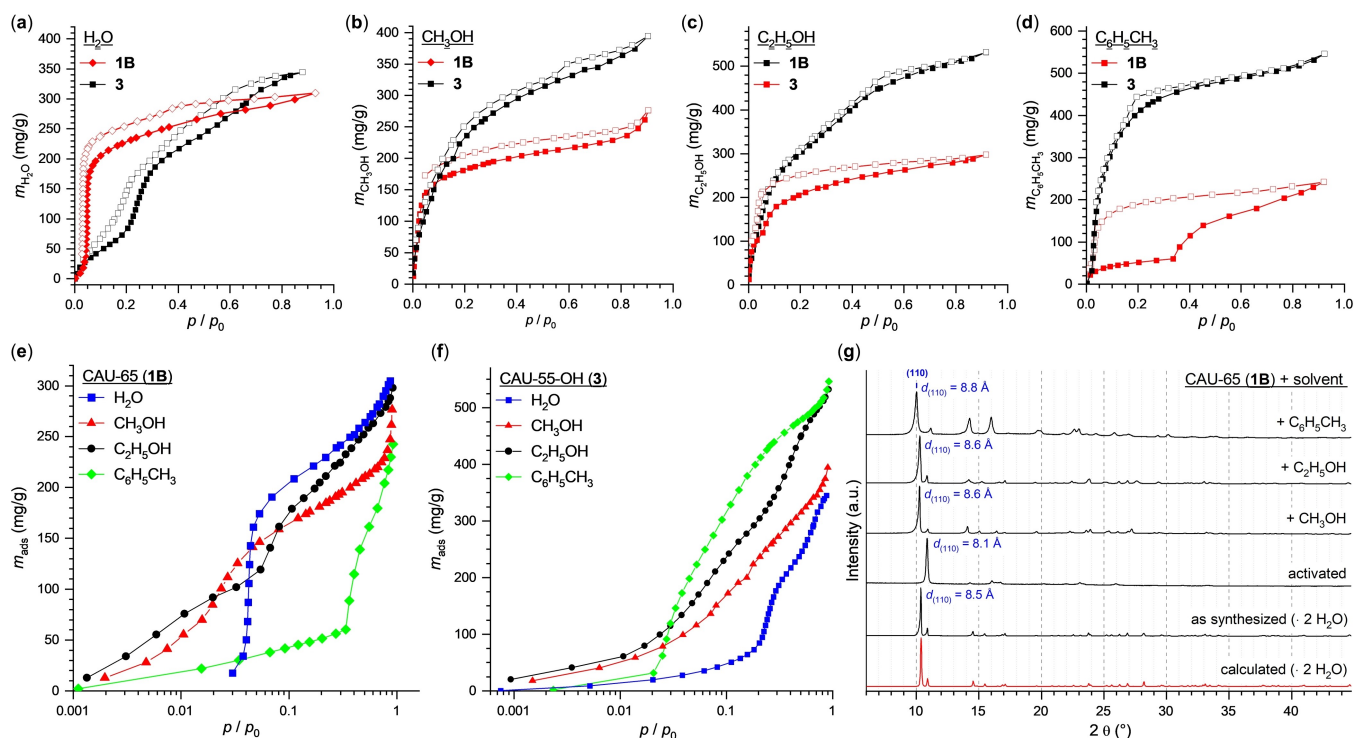 (a)
H₂O
1B
3
m_H₂O (mg/g)
400
350
300
250
200
150
100
50
0
0.0 0.2 0.4 0.6 0.8 1.0
p / p₀
(b)
CH₃OH
1B
3
m_CH₃OH (mg/g)
400
350
300
250
200
150
100
50
0
0.0 0.2 0.4 0.6 0.8 1.0
p / p₀
(c)
C₂H₅OH
1B
3
m_C₂H₅OH (mg/g)
500
400
300
200
100
0
0.0 0.2 0.4 0.6 0.8 1.0
p / p₀
(d)
C₆H₅CH₃
1B
3
m_C₆H₅CH₃ (mg/g)
600
500
400
300
200
100
0
0.0 0.2 0.4 0.6 0.8 1.0
p / p₀
(e)
CAU-65 (1B)
H₂O
CH₃OH
C₂H₅OH
C₆H₅CH₃
m_ads (mg/g)
300
250
200
150
100
50
0
0.001 0.01 0.1 1
p / p₀
(f)
CAU-55-OH (3)
H₂O
CH₃OH
C₂H₅OH
C₆H₅CH₃
m_ads (mg/g)
500
400
300
200
100
0
0.001 0.01 0.1 1
p / p₀
(g)
(110)
CAU-65 (1B) + solvent
d₍₁₁₀₎ = 8.8 Å
+ C₆H₅CH₃
d₍₁₁₀₎ = 8.6 Å
+ C₂H₅OH
d₍₁₁₀₎ = 8.6 Å
+ CH₃OH
d₍₁₁₀₎ = 8.1 Å
activated
d₍₁₁₀₎ = 8.5 Å
as synthesized (· 2 H₂O)
calculated (· 2 H₂O)
Intensity (a.u.)
10 15 20 25 30 35 40
2 θ (°)